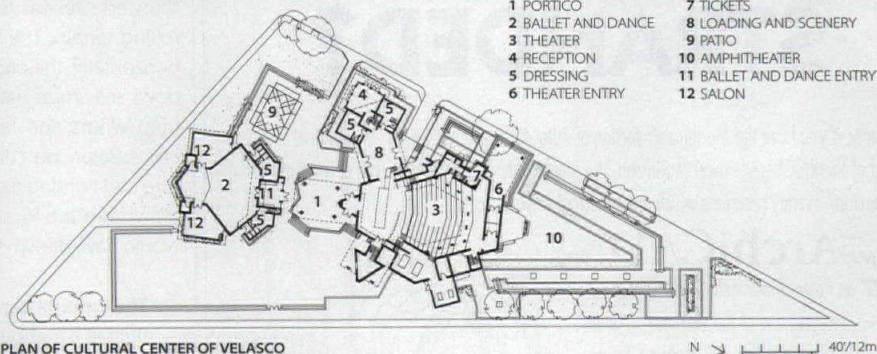 1 PORTICO
2 BALLET AND DANCE
3 THEATER
4 RECEPTION
5 DRESSING
6 THEATER ENTRY
7 TICKETS
8 LOADING AND SCENERY
9 PATIO
10 AMPHITHEATER
11 BALLET AND DANCE ENTRY
12 SALON
4
5
9
5
12
8
5
7
6
2
11
1
3
10
12
5
PLAN OF CULTURAL CENTER OF VELASCO
N
40'/12m